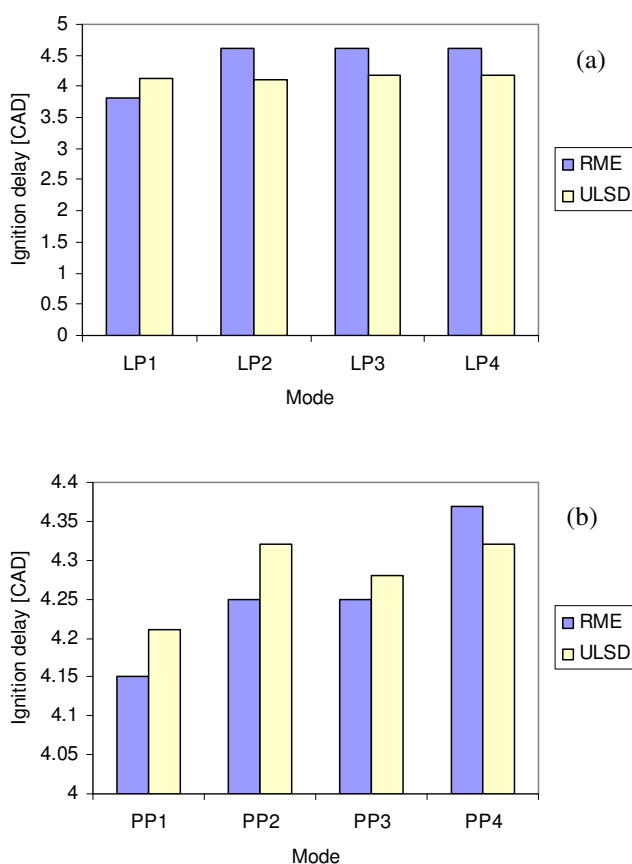 5
4.5
4
3.5
3
2.5
2
1.5
1
0.5
0
Ignition delay [CAD]
LP1 LP2 LP3 LP4
Mode
(a)
RME
ULSD
4.4
4.35
4.3
4.25
4.2
4.15
4.1
4.05
4
Ignition delay [CAD]
PP1 PP2 PP3 PP4
Mode
(b)
RME
ULSD